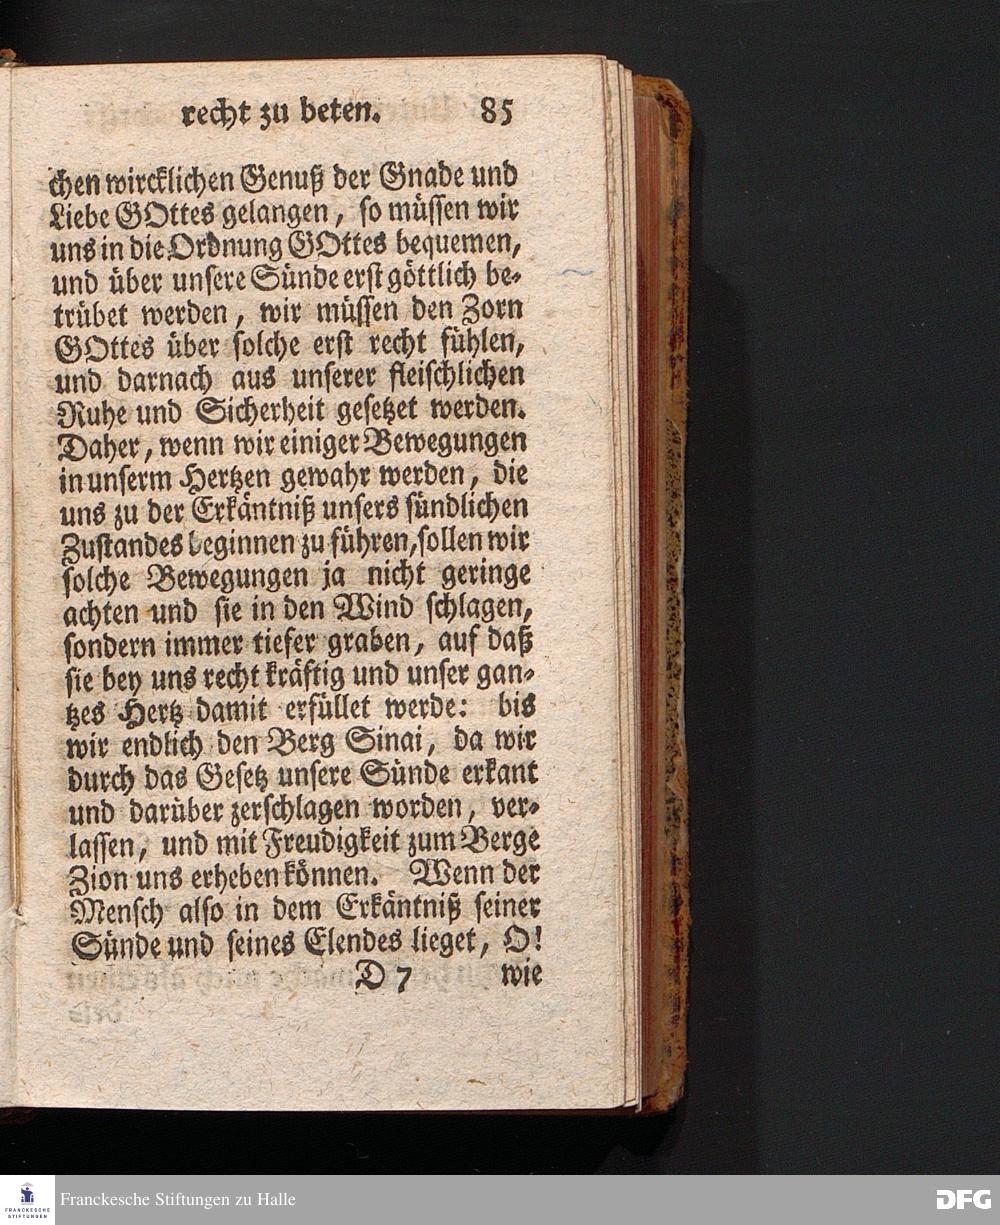 recht zu beten. 85
chen wircklichen Genuß der Gnade und
Liebe GOttes gelangen, so müssen wir
uns in die Ordnung GOttes bequemen,
und über unsere Sünde erst göttlich be-
trübet werden, wir müssen den Zorn
GOttes über solche erst recht fühlen,
und darnach aus unserer fleischlichen
Ruhe und Sicherheit gesetzet werden.
Daher, wenn wir einiger Bewegungen
in unserm Hertzen gewahr werden, die
uns zu der Erkäntniß unsers sündlichen
Zustandes beginnen zu führen, sollen wir
solche Bewegungen ja nicht geringe
achten und sie in den Wind schlagen,
sondern immer tiefer graben, auf daß
sie bey uns recht kräftig und unser gan-
tzes Hertz damit erfüllet werde: bis
wir endlich den Berg Sinai, da wir
durch das Gesetz unsere Sünde erkant
und darüber zerschlagen worden, ver-
lassen, und mit Freudigkeit zum Berge
Zion uns erheben können. Wenn der
Mensch also in dem Erkäntniß seiner
Sünde und seines Elendes lieget, O!
D 7 wie
FRANCKESCHE
STIFTUNGEN
Franckesche Stiftungen zu Halle
DFG